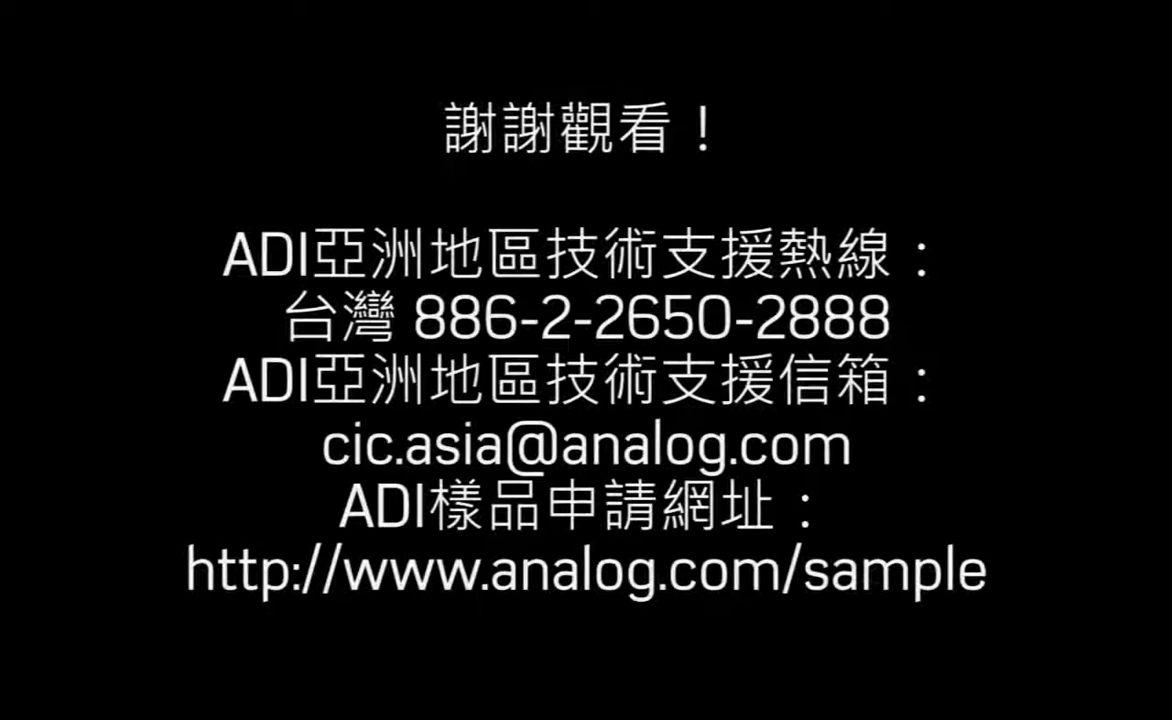 謝謝觀看！
ADI亞洲地區技術支援熱線：
台灣 886-2-2650-2888
ADI亞洲地區技術支援信箱：
cic.asia@analog.com
ADI樣品申請網址：
http://www.analog.com/sample